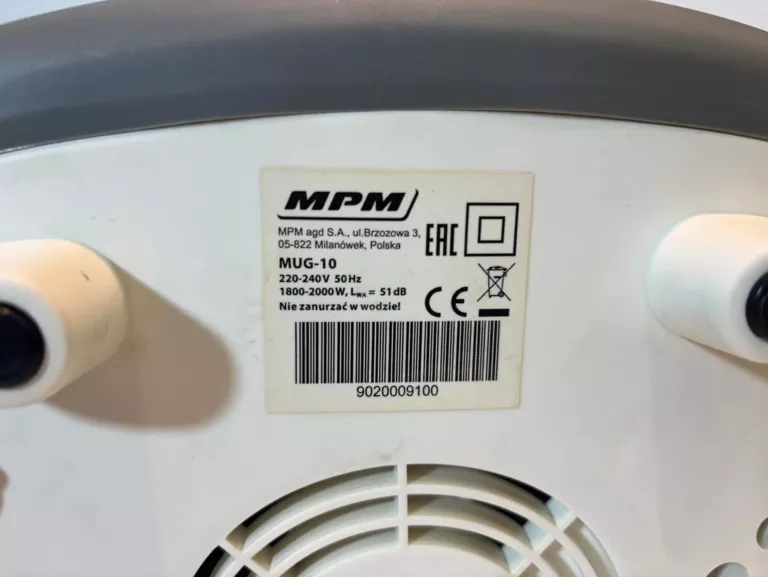 MPM
MPM agd S.A., ul.Brzozowa 3,
05-822 Milanówek, Polska
EAC
MUG-10
220-240V 50Hz
1800-2000W, LWA = 51dB
Nie zanurzać w wodzie!
CE
9020009100